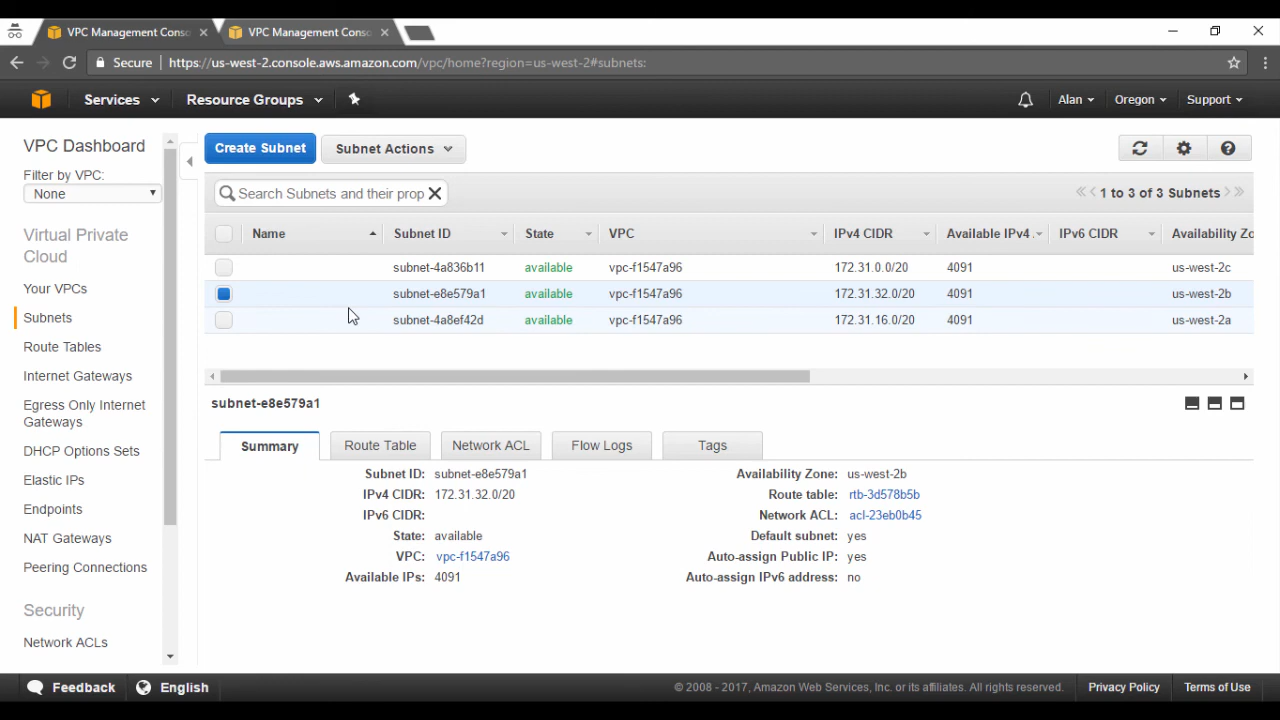 VPC Management Conso
VPC Management Conso
Secure https://us-west-2.console.aws.amazon.com/vpc/home?region=us-west-2#subnets:
Services Resource Groups Alan Oregon Support
VPC Dashboard
Filter by VPC:
None
Virtual Private
Cloud
Your VPCs
Subnets
Route Tables
Internet Gateways
Egress Only Internet
Gateways
DHCP Option Sets
Elastic IPs
Endpoints
NAT Gateways
Peering Connections
Security
Network ACLs
Create Subnet Subnet Actions
Search Subnets and their prop 1 to 3 of 3 Subnets
Name Subnet ID State VPC IPv4 CIDR Available IPv4 IPv6 CIDR Availability Zo
subnet-4a836b11 available vpc-f1547a96 172.31.0.0/20 4091 us-west-2c
subnet-e8e579a1 available vpc-f1547a96 172.31.32.0/20 4091 us-west-2b
subnet-4a8ef42d available vpc-f1547a96 172.31.16.0/20 4091 us-west-2a
subnet-e8e579a1
Summary Route Table Network ACL Flow Logs Tags
Subnet ID: subnet-e8e579a1 Availability Zone: us-west-2b
IPv4 CIDR: 172.31.32.0/20 Route table: rtb-3d578b5b
IPv6 CIDR: Network ACL: acl-23eb0b45
State: available Default subnet: yes
VPC: vpc-f1547a96 Auto-assign Public IP: yes
Available IPs: 4091 Auto-assign IPv6 address: no
Feedback English © 2008 - 2017, Amazon Web Services, Inc. or its affiliates. All rights reserved. Privacy Policy Terms of Use